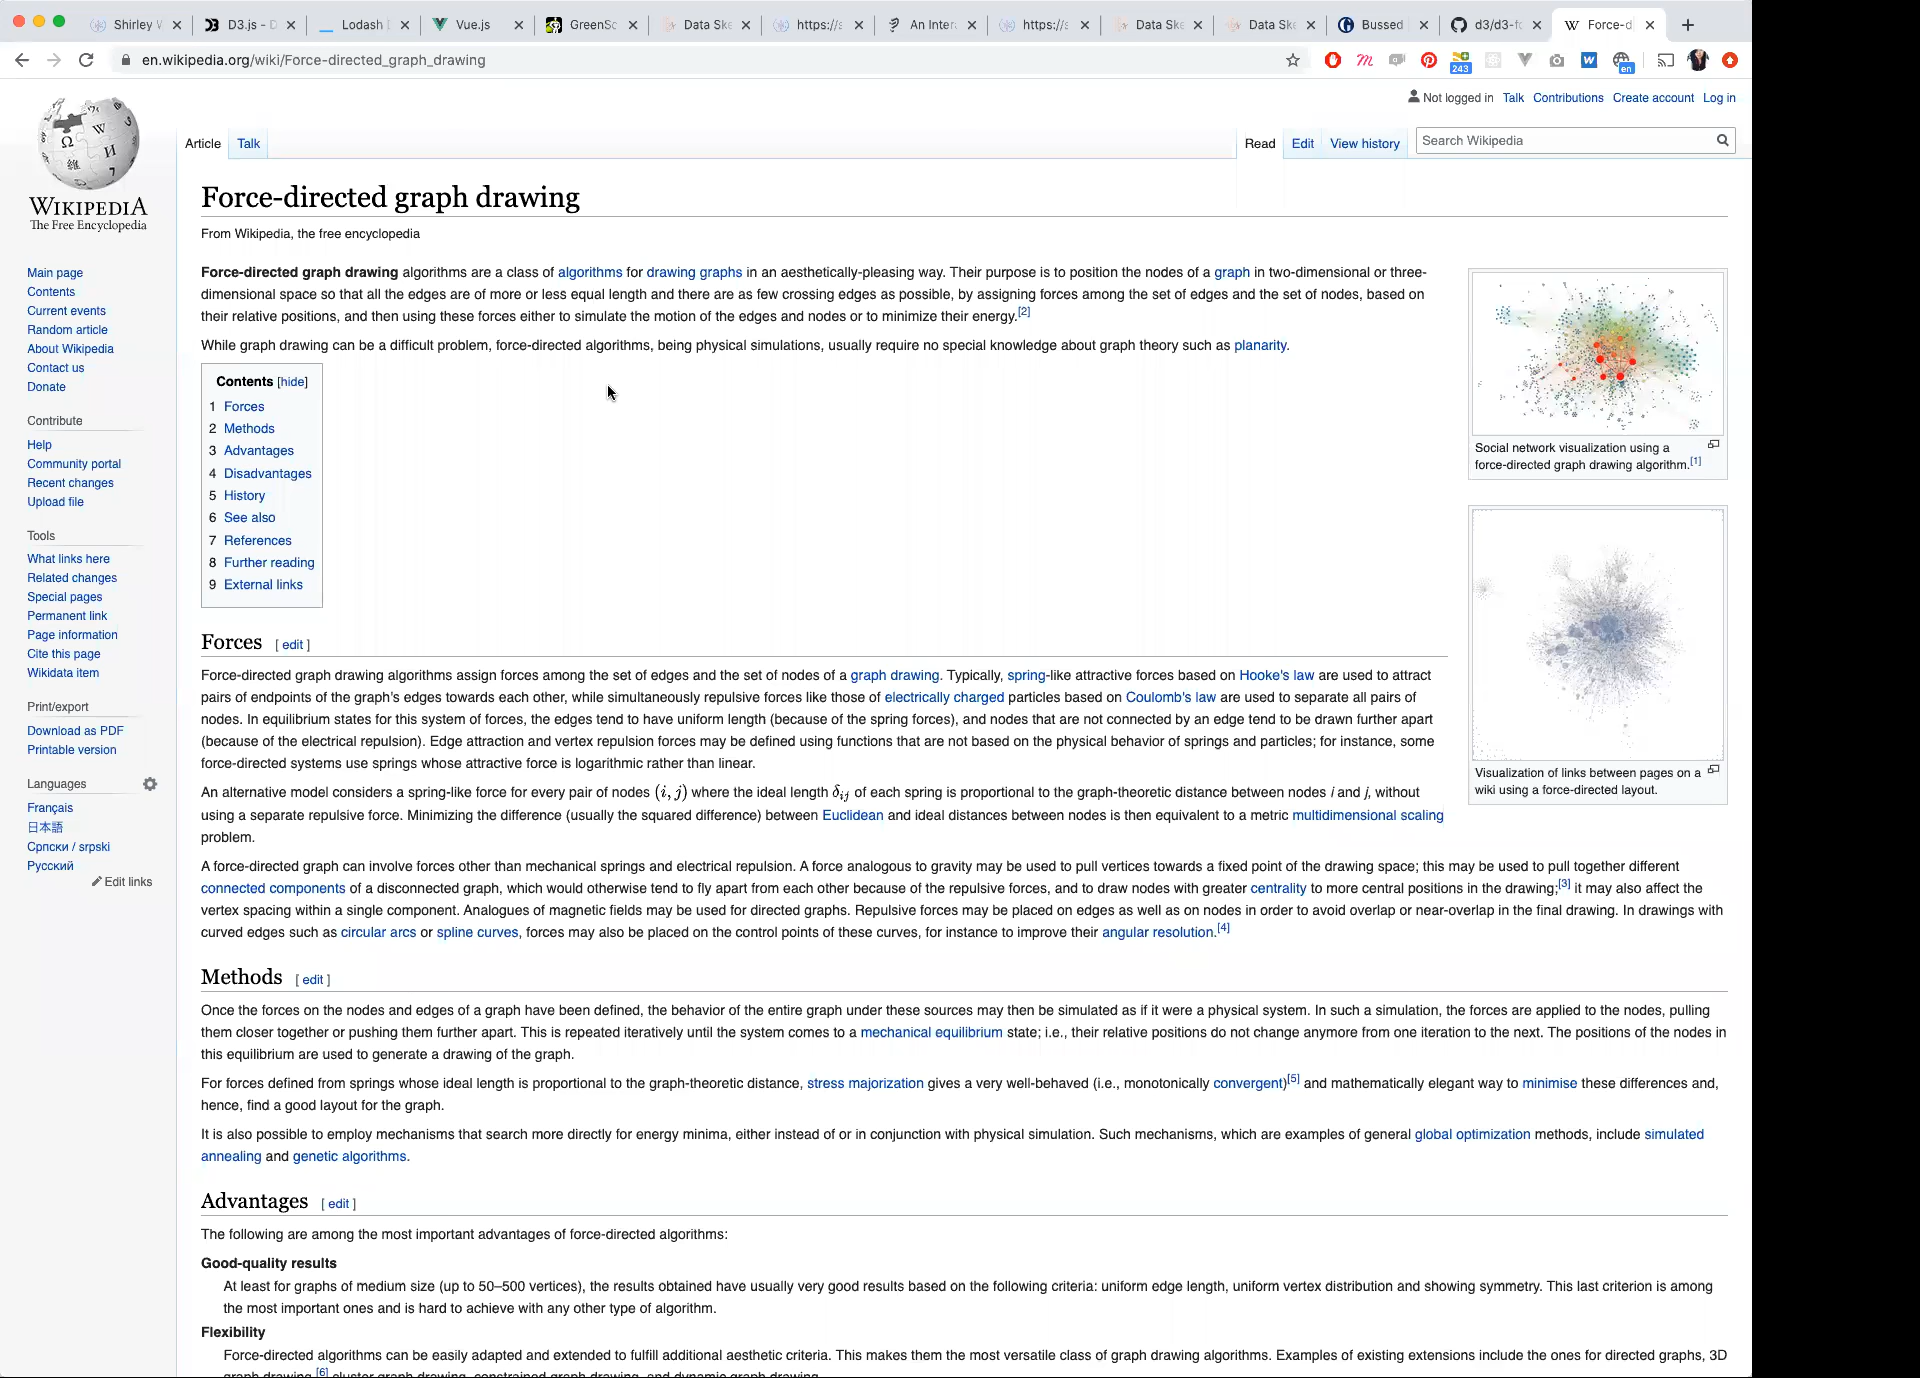 Shirley W
D3.js - D
Lodash
Vue.js
GreenSc
Data Ske
https://s
An Inter
https://s
Data Ske
Data Ske
Bussed
d3/d3-fo
Force-d
en.wikipedia.org/wiki/Force-directed_graph_drawing
243
en
Not logged in Talk Contributions Create account Log in
Article Talk
Read Edit View history
Search Wikipedia
WIKIPEDIA
The Free Encyclopedia
Main page
Contents
Current events
Random article
About Wikipedia
Contact us
Donate
Contribute
Help
Community portal
Recent changes
Upload file
Tools
What links here
Related changes
Special pages
Permanent link
Page information
Cite this page
Wikidata item
Print/export
Download as PDF
Printable version
Languages
Français
日本語
Српски / srpski
Русский
Edit links
Force-directed graph drawing
From Wikipedia, the free encyclopedia
Force-directed graph drawing algorithms are a class of algorithms for drawing graphs in an aesthetically-pleasing way. Their purpose is to position the nodes of a graph in two-dimensional or three-
dimensional space so that all the edges are of more or less equal length and there are as few crossing edges as possible, by assigning forces among the set of edges and the set of nodes, based on
their relative positions, and then using these forces either to simulate the motion of the edges and nodes or to minimize their energy.[2]
While graph drawing can be a difficult problem, force-directed algorithms, being physical simulations, usually require no special knowledge about graph theory such as planarity.
Contents [hide]
1 Forces
2 Methods
3 Advantages
4 Disadvantages
5 History
6 See also
7 References
8 Further reading
9 External links
Social network visualization using a
force-directed graph drawing algorithm.[1]
Visualization of links between pages on a
wiki using a force-directed layout.
Forces [ edit ]
Force-directed graph drawing algorithms assign forces among the set of edges and the set of nodes of a graph drawing. Typically, spring-like attractive forces based on Hooke's law are used to attract
pairs of endpoints of the graph's edges towards each other, while simultaneously repulsive forces like those of electrically charged particles based on Coulomb's law are used to separate all pairs of
nodes. In equilibrium states for this system of forces, the edges tend to have uniform length (because of the spring forces), and nodes that are not connected by an edge tend to be drawn further apart
(because of the electrical repulsion). Edge attraction and vertex repulsion forces may be defined using functions that are not based on the physical behavior of springs and particles; for instance, some
force-directed systems use springs whose attractive force is logarithmic rather than linear.
An alternative model considers a spring-like force for every pair of nodes (i, j) where the ideal length δij of each spring is proportional to the graph-theoretic distance between nodes i and j, without
using a separate repulsive force. Minimizing the difference (usually the squared difference) between Euclidean and ideal distances between nodes is then equivalent to a metric multidimensional scaling
problem.
A force-directed graph can involve forces other than mechanical springs and electrical repulsion. A force analogous to gravity may be used to pull vertices towards a fixed point of the drawing space; this may be used to pull together different
connected components of a disconnected graph, which would otherwise tend to fly apart from each other because of the repulsive forces, and to draw nodes with greater centrality to more central positions in the drawing;[3] it may also affect the
vertex spacing within a single component. Analogues of magnetic fields may be used for directed graphs. Repulsive forces may be placed on edges as well as on nodes in order to avoid overlap or near-overlap in the final drawing. In drawings with
curved edges such as circular arcs or spline curves, forces may also be placed on the control points of these curves, for instance to improve their angular resolution.[4]
Methods [ edit ]
Once the forces on the nodes and edges of a graph have been defined, the behavior of the entire graph under these sources may then be simulated as if it were a physical system. In such a simulation, the forces are applied to the nodes, pulling
them closer together or pushing them further apart. This is repeated iteratively until the system comes to a mechanical equilibrium state; i.e., their relative positions do not change anymore from one iteration to the next. The positions of the nodes in
this equilibrium are used to generate a drawing of the graph.
For forces defined from springs whose ideal length is proportional to the graph-theoretic distance, stress majorization gives a very well-behaved (i.e., monotonically convergent)[5] and mathematically elegant way to minimise these differences and,
hence, find a good layout for the graph.
It is also possible to employ mechanisms that search more directly for energy minima, either instead of or in conjunction with physical simulation. Such mechanisms, which are examples of general global optimization methods, include simulated
annealing and genetic algorithms.
Advantages [ edit ]
The following are among the most important advantages of force-directed algorithms:
Good-quality results
At least for graphs of medium size (up to 50–500 vertices), the results obtained have usually very good results based on the following criteria: uniform edge length, uniform vertex distribution and showing symmetry. This last criterion is among
the most important ones and is hard to achieve with any other type of algorithm.
Flexibility
Force-directed algorithms can be easily adapted and extended to fulfill additional aesthetic criteria. This makes them the most versatile class of graph drawing algorithms. Examples of existing extensions include the ones for directed graphs, 3D
graph drawing,[6] cluster graph drawing, constrained graph drawing, and dynamic graph drawing.